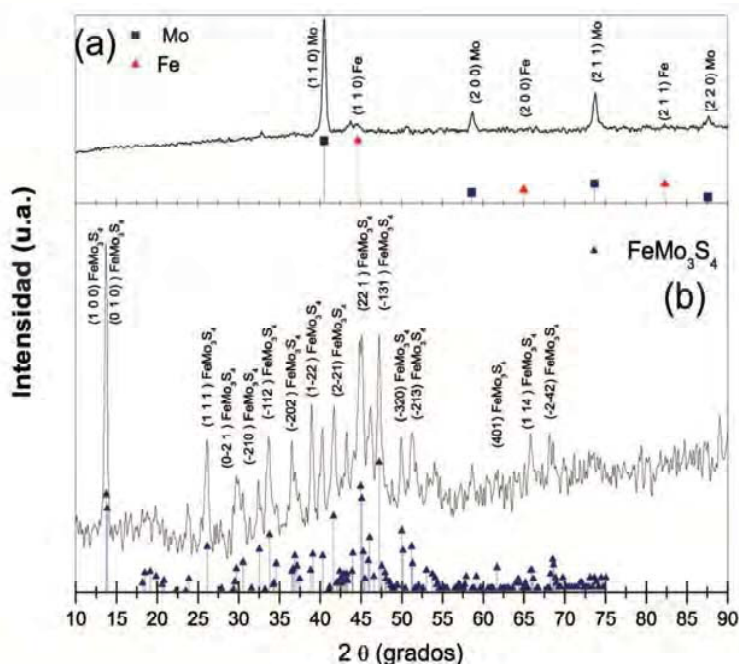 (a)
Mo
Fe
(1 1 0) Mo
(1 1 0) Fe
(2 0 0) Mo
(2 0 0) Fe
(2 1 1) Mo
(2 1 1) Fe
(2 2 0) Mo
Intensidad (u.a.)
(1 0 0) FeMo3S4
(0 1 0) ) FeMo3S4
(1 1 1 ) FeMo3S4
(0-2 1 ) FeMo3S4
(-210 ) FeMo3S4
(-112 ) FeMo3S4
(-202 ) FeMo3S4
(1-22 ) FeMo3S4
(2-21) FeMo3S4
(22 1 ) FeMo3S4
(-131 ) FeMo3S4
(-320) FeMo3S4
(-213) FeMo3S4
(401) FeMo3S4
(1 14 ) FeMo3S4
(-2-42) FeMo3S4
FeMo3S4
(b)
10 15 20 25 30 35 40 45 50 55 60 65 70 75 80 85 90
2 θ (grados)